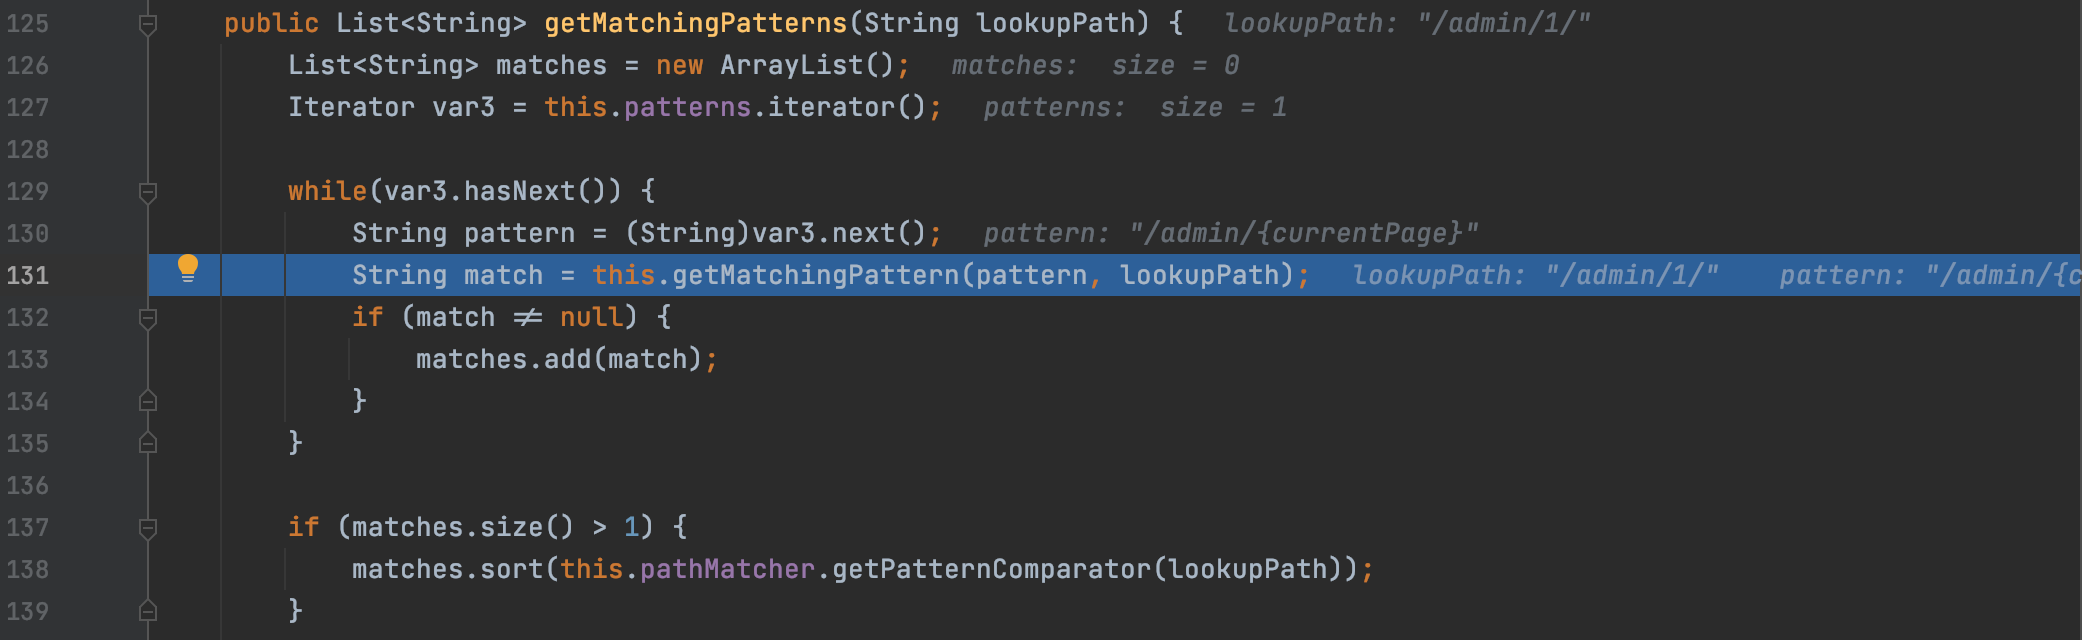 125 public List<String> getMatchingPatterns(String lookupPath) { lookupPath: "/admin/1/"
126 List<String> matches = new ArrayList(); matches: size = 0
127 Iterator var3 = this.patterns.iterator(); patterns: size = 1
128
129 while(var3.hasNext()) {
130 String pattern = (String)var3.next(); pattern: "/admin/{currentPage}"
131 String match = this.getMatchingPattern(pattern, lookupPath); lookupPath: "/admin/1/" pattern: "/admin/{c
132 if (match ≠ null) {
133 matches.add(match);
134 }
135 }
136
137 if (matches.size() > 1) {
138 matches.sort(this.pathMatcher.getPatternComparator(lookupPath));
139 }